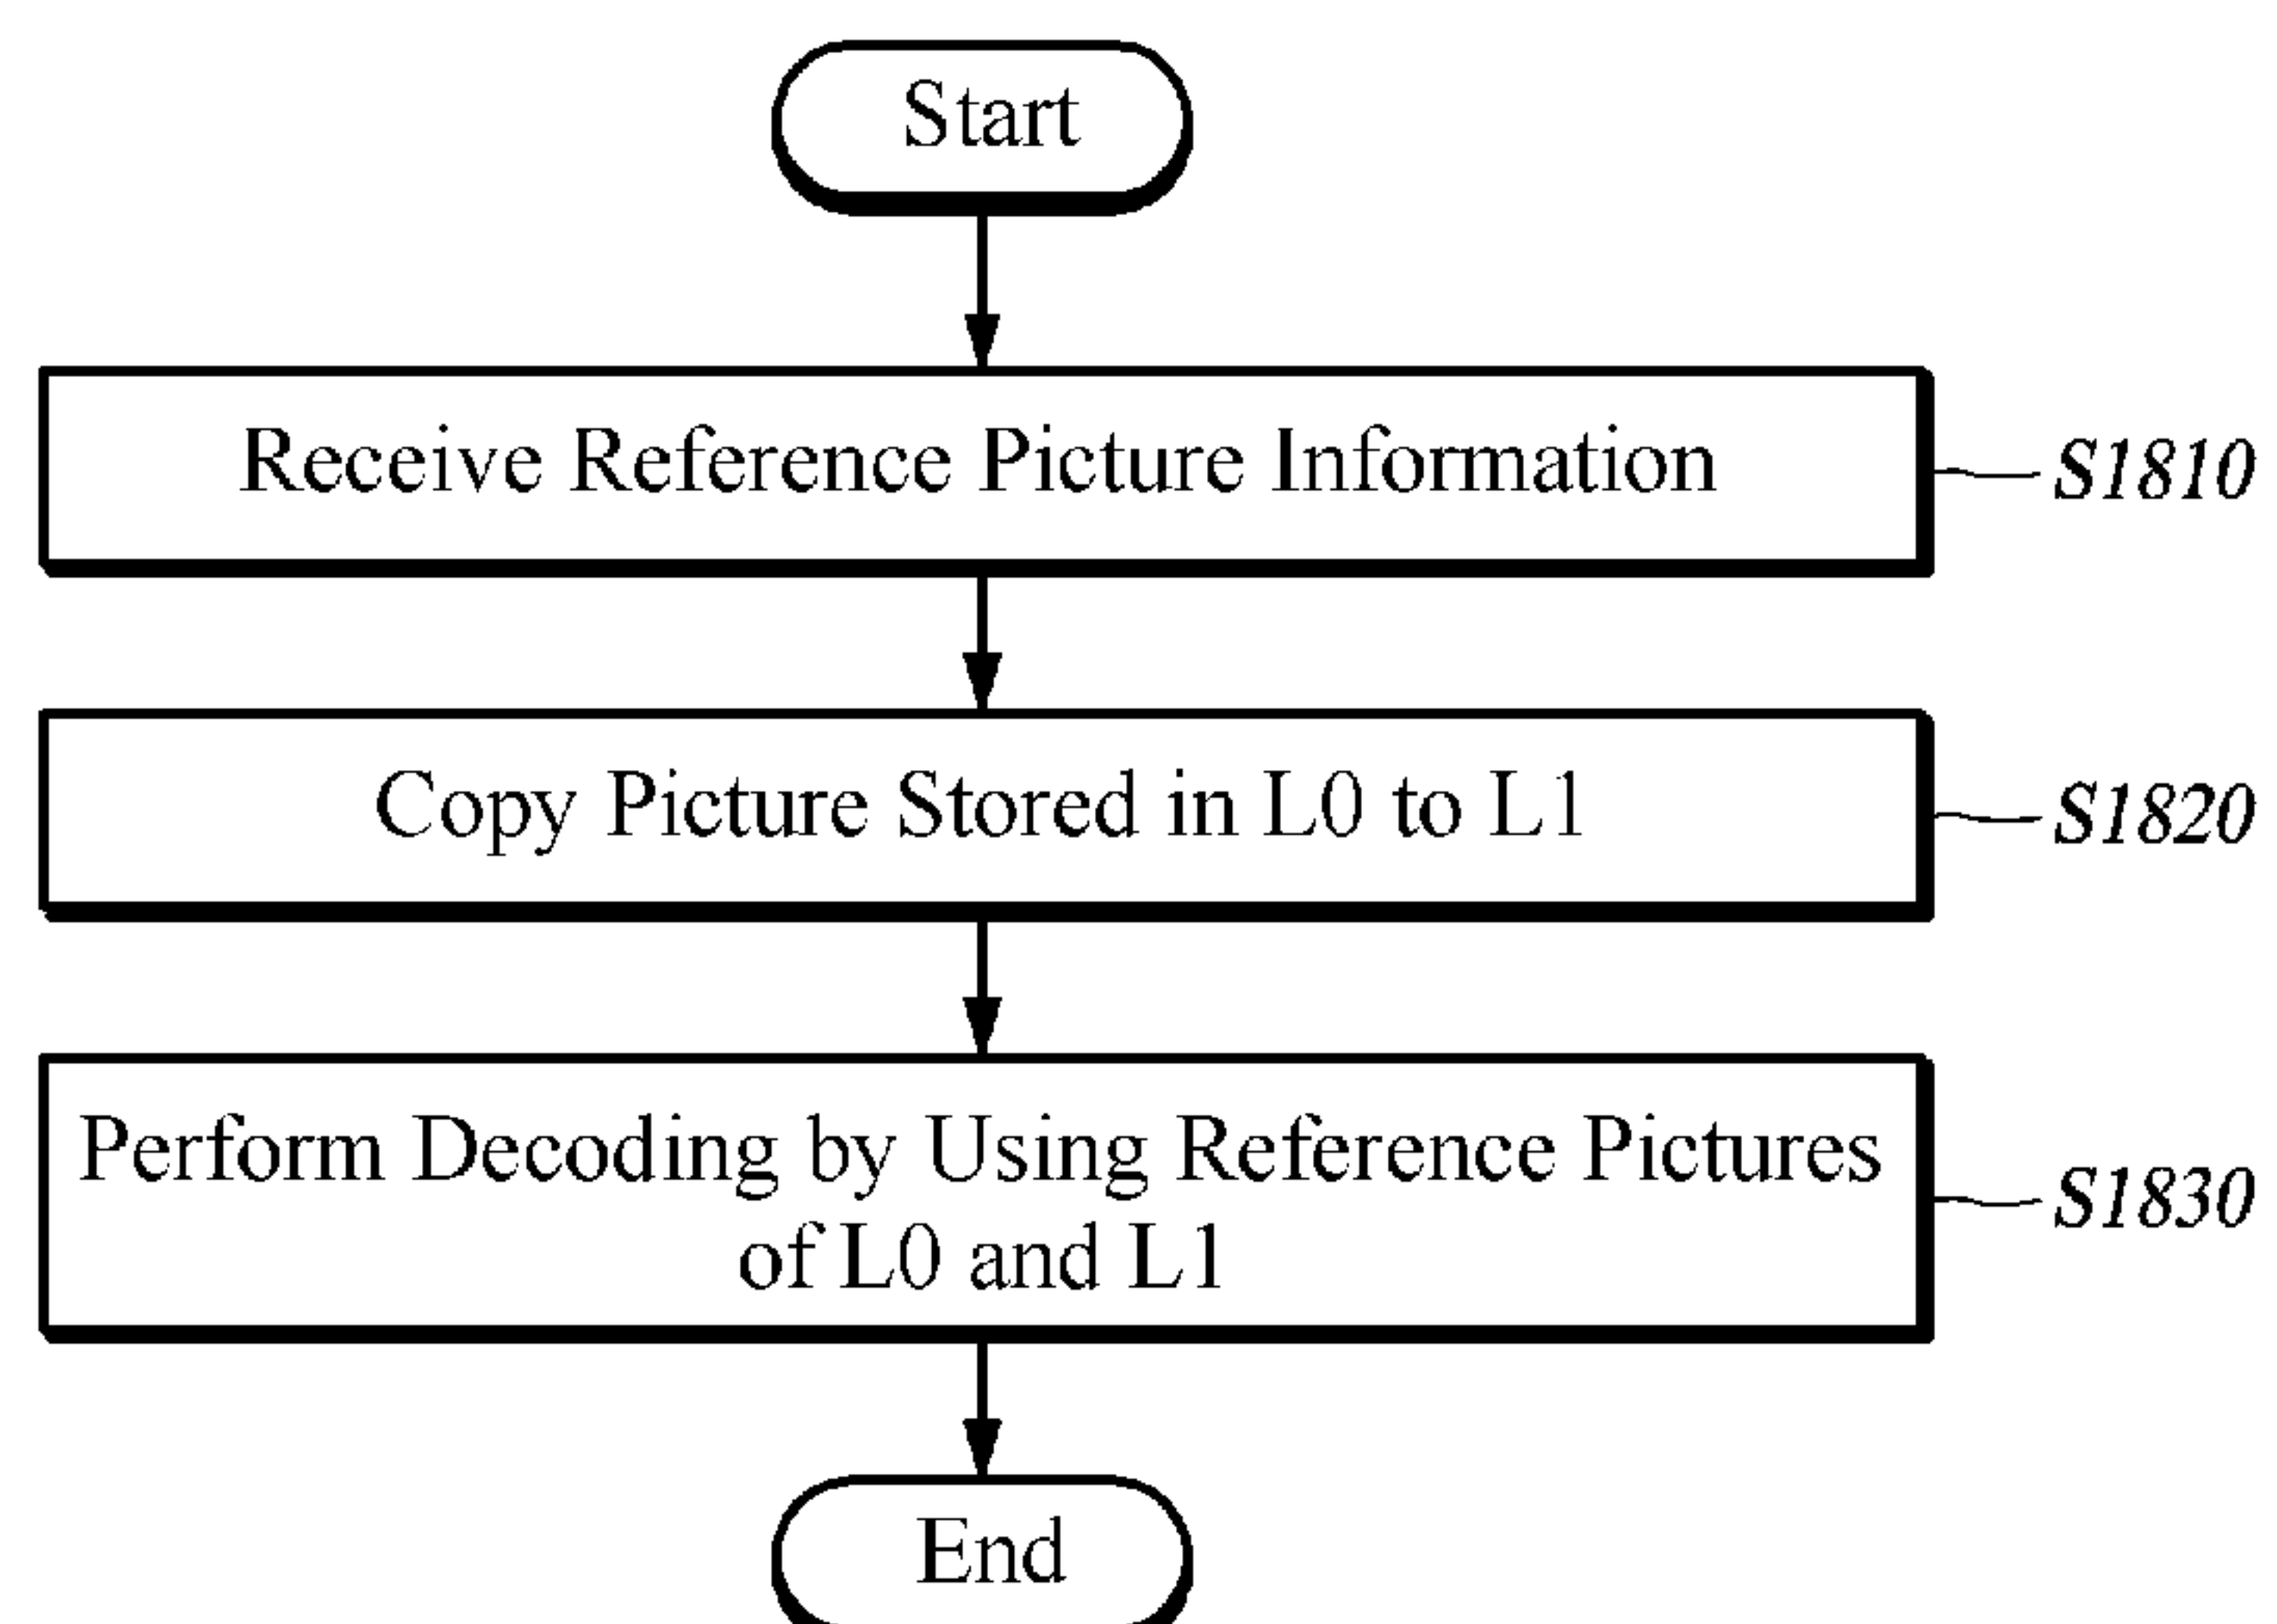 Start
Receive Reference Picture Information
S1810
Copy Picture Stored in L0 to L1
S1820
Perform Decoding by Using Reference Pictures
of L0 and L1
S1830
End